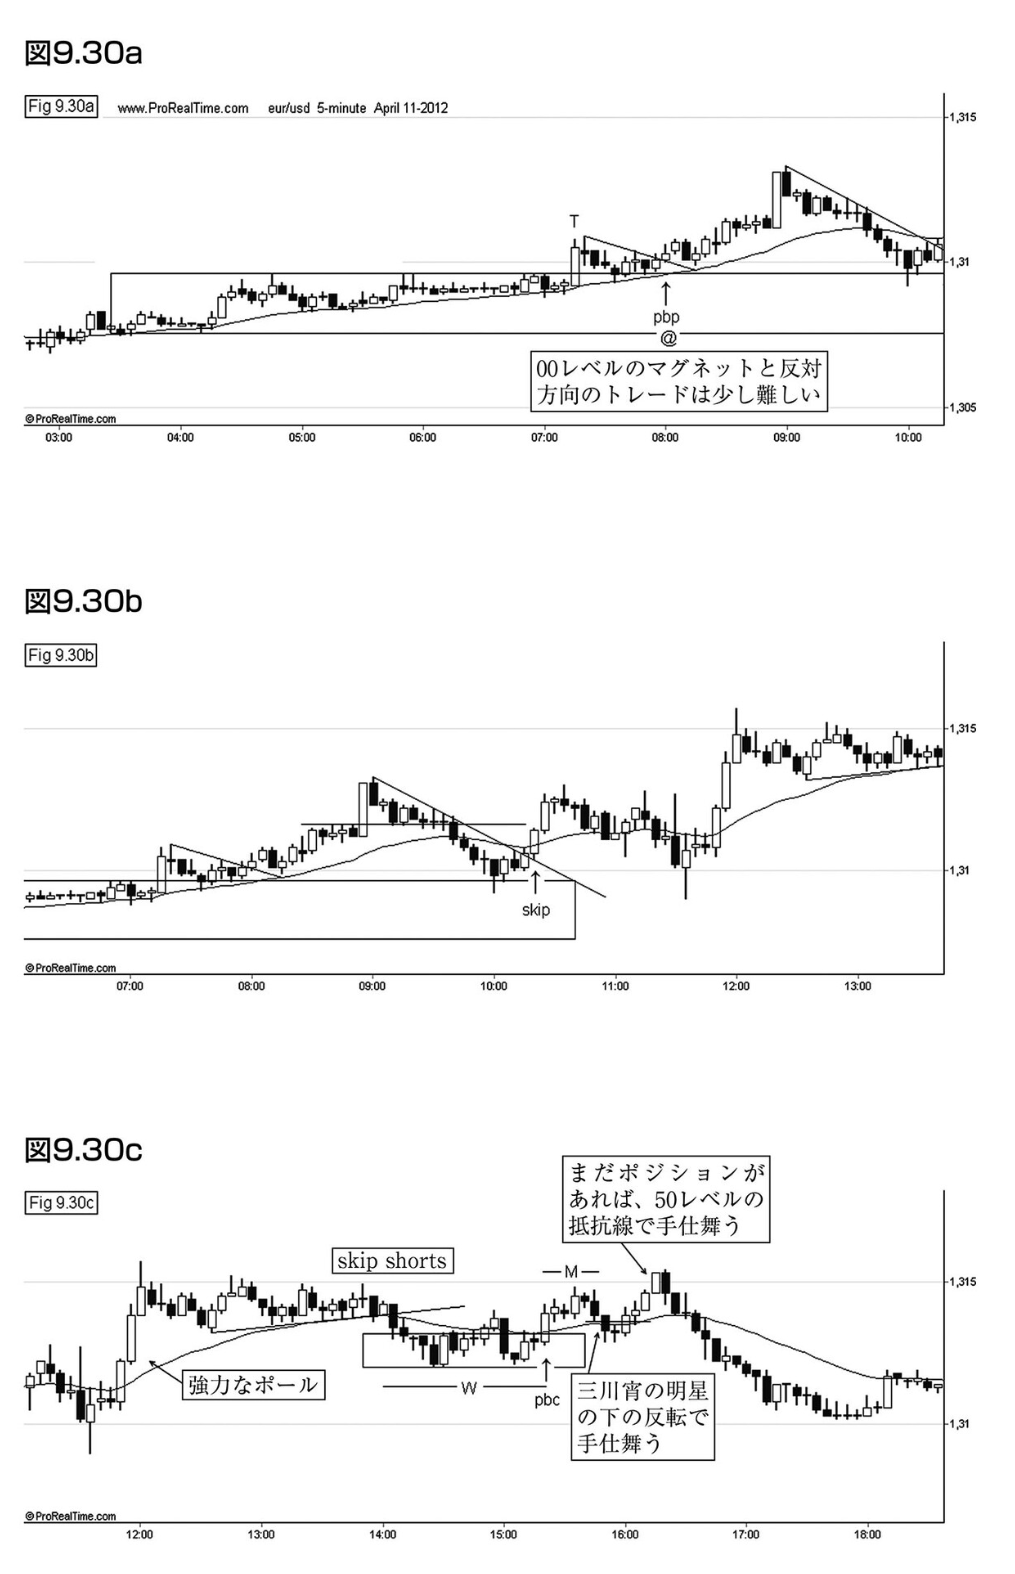 図9.30a
Fig 9.30a www.ProRealTime.com eur/usd 5-minute April 11-2012
1,315
T
1,31
pbp
@
00レベルのマグネットと反対
方向のトレードは少し難しい
1,305
©ProRealTime.com
03:00 04:00 05:00 06:00 07:00 08:00 09:00 10:00
図9.30b
Fig 9.30b
1,315
1,31
skip
©ProRealTime.com
07:00 08:00 09:00 10:00 11:00 12:00 13:00
図9.30c
Fig 9.30c
まだポジションが
あれば、50レベルの
抵抗線で手仕舞う
skip shorts
M
1,315
強力なポール
W
pbc
三川宵の明星
の下の反転で
手仕舞う
1,31
©ProRealTime.com
12:00 13:00 14:00 15:00 16:00 17:00 18:00